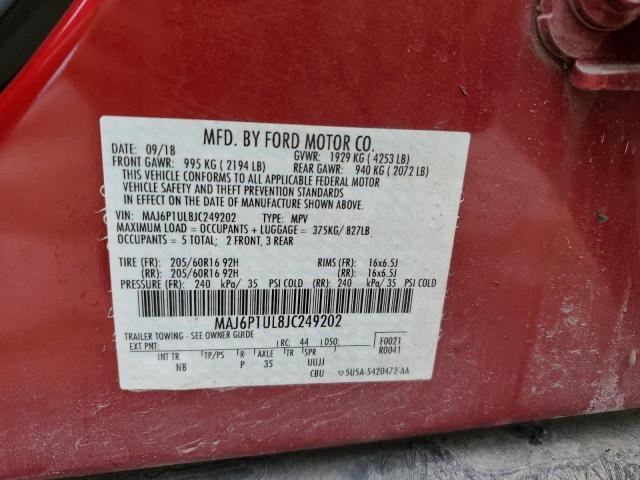 MFD. BY FORD MOTOR CO.
DATE: 09/18 GVWR: 1929 KG ( 4253 LB)
FRONT GAWR: 995 KG ( 2194 LB) REAR GAWR: 940 KG ( 2072 LB)
THIS VEHICLE CONFORMS TO ALL APPLICABLE FEDERAL MOTOR
VEHICLE SAFETY AND THEFT PREVENTION STANDARDS
IN EFFECT ON THE DATE OF MANUFACTURE SHOWN ABOVE.
VIN: MAJ6P1UL8JC249202 TYPE: MPV
MAXIMUM LOAD = OCCUPANTS + LUGGAGE = 375KG/ 827LB
OCCUPANTS = 5 TOTAL; 2 FRONT, 3 REAR
TIRE (FR): 205/60R16 92H RIMS (FR): 16x6.5J
(RR): 205/60R16 92H (RR): 16x6.5J
PRESSURE (FR): 240 kPa/ 35 PSI COLD (RR): 240 kPa/ 35 PSI COLD
MAJ6P1UL8JC249202
TRAILER TOWING - SEE OWNER GUIDE
EXT PNT: RC: 44 DSO: F0021
R0041
INT TR TP/PS R AXLE TR SPR
NB P 35 UUJJ
CBU 5U5A-5420472-AA